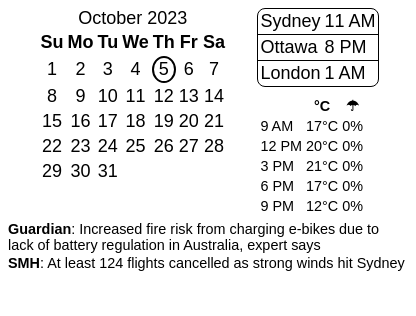 October 2023
Su Mo Tu We Th Fr Sa
1 2 3 4 5 6 7
8 9 10 11 12 13 14
15 16 17 18 19 20 21
22 23 24 25 26 27 28
29 30 31
Sydney 11 AM
Ottawa 8 PM
London 1 AM
°C ☂
9 AM 17°C 0%
12 PM 20°C 0%
3 PM 21°C 0%
6 PM 17°C 0%
9 PM 12°C 0%
Guardian: Increased fire risk from charging e-bikes due to
lack of battery regulation in Australia, expert says
SMH: At least 124 flights cancelled as strong winds hit Sydney